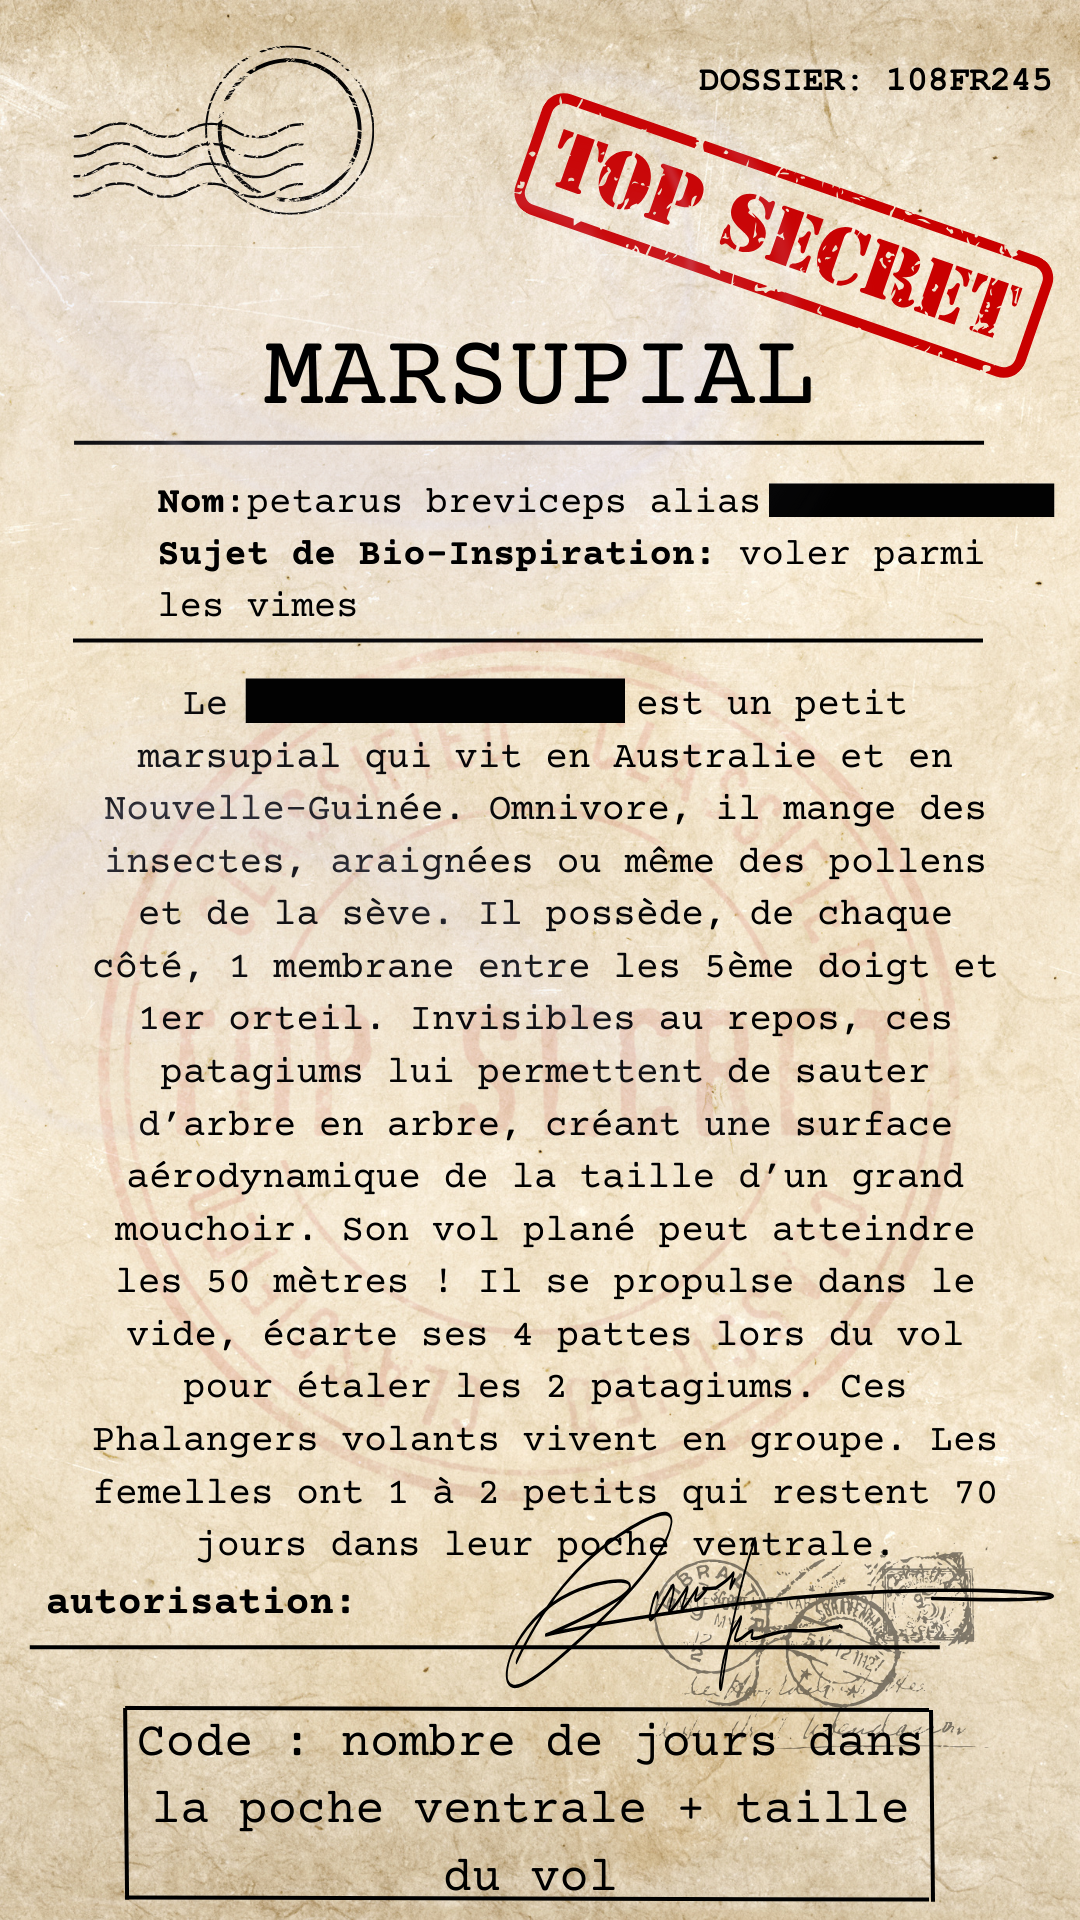 DOSSIER: 108FR245
TOP SECRET
MARSUPIAL
Nom:petarus breviceps alias
Sujet de Bio-Inspiration: voler parmi
les vimes
Le est un petit
marsupial qui vit en Australie et en
Nouvelle-Guinée. Omnivore, il mange des
insectes, araignées ou même des pollens
et de la sève. Il possède, de chaque
côté, 1 membrane entre les 5ème doigt et
1er orteil. Invisibles au repos, ces
patagiums lui permettent de sauter
d’arbre en arbre, créant une surface
aérodynamique de la taille d’un grand
mouchoir. Son vol plané peut atteindre
les 50 mètres ! Il se propulse dans le
vide, écarte ses 4 pattes lors du vol
pour étaler les 2 patagiums. Ces
Phalangers volants vivent en groupe. Les
femelles ont 1 à 2 petits qui restent 70
jours dans leur poche ventrale.
CLASSIFIED CLASSIFIED
TOP SECRET
CLASSIFIED CLASSIFIED
autorisation:
Code : nombre de jours dans
la poche ventrale + taille
du vol